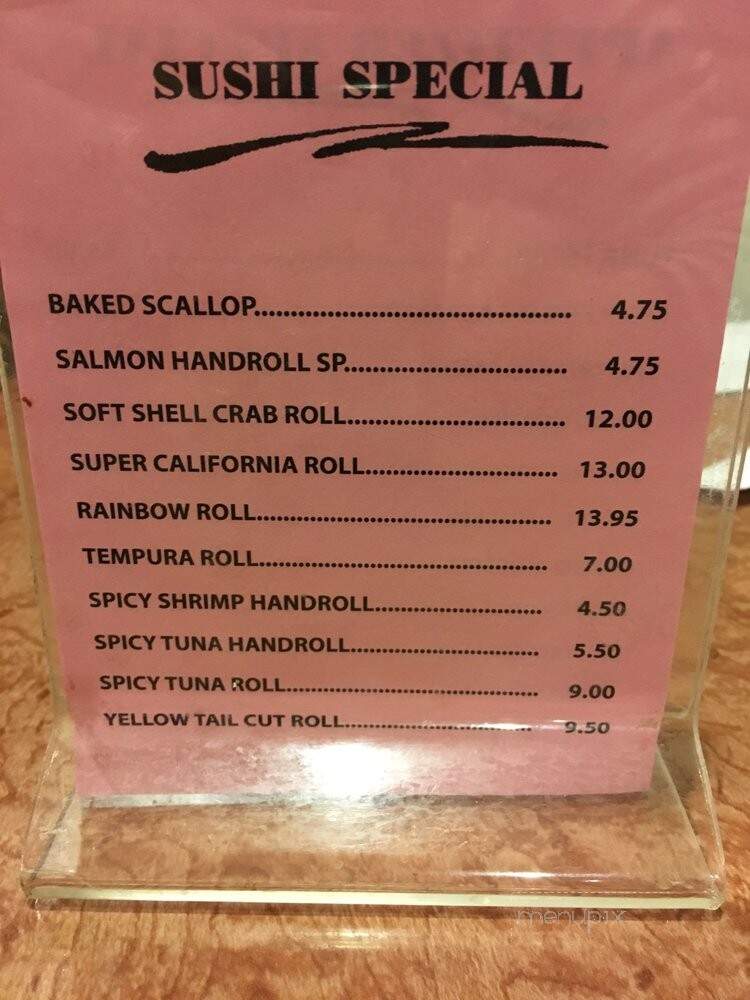 SUSHI SPECIAL
BAKED SCALLOP................................................ 4.75
SALMON HANDROLL SP.................................. 4.75
SOFT SHELL CRAB ROLL................................. 12.00
SUPER CALIFORNIA ROLL............................. 13.00
RAINBOW ROLL............................................. 13.95
TEMPURA ROLL............................................. 7.00
SPICY SHRIMP HANDROLL.......................... 4.50
SPICY TUNA HANDROLL.............................. 5.50
SPICY TUNA ROLL........................................ 9.00
YELLOW TAIL CUT ROLL............................... 9.50
menupix